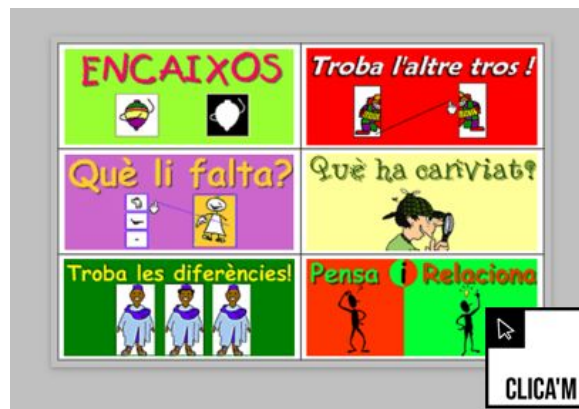 ENCAIXOS
Troba l'altre tros !
Què li falta?
Què ha canviat?
Troba les diferències!
Pensa i Relaciona
CLICA'M